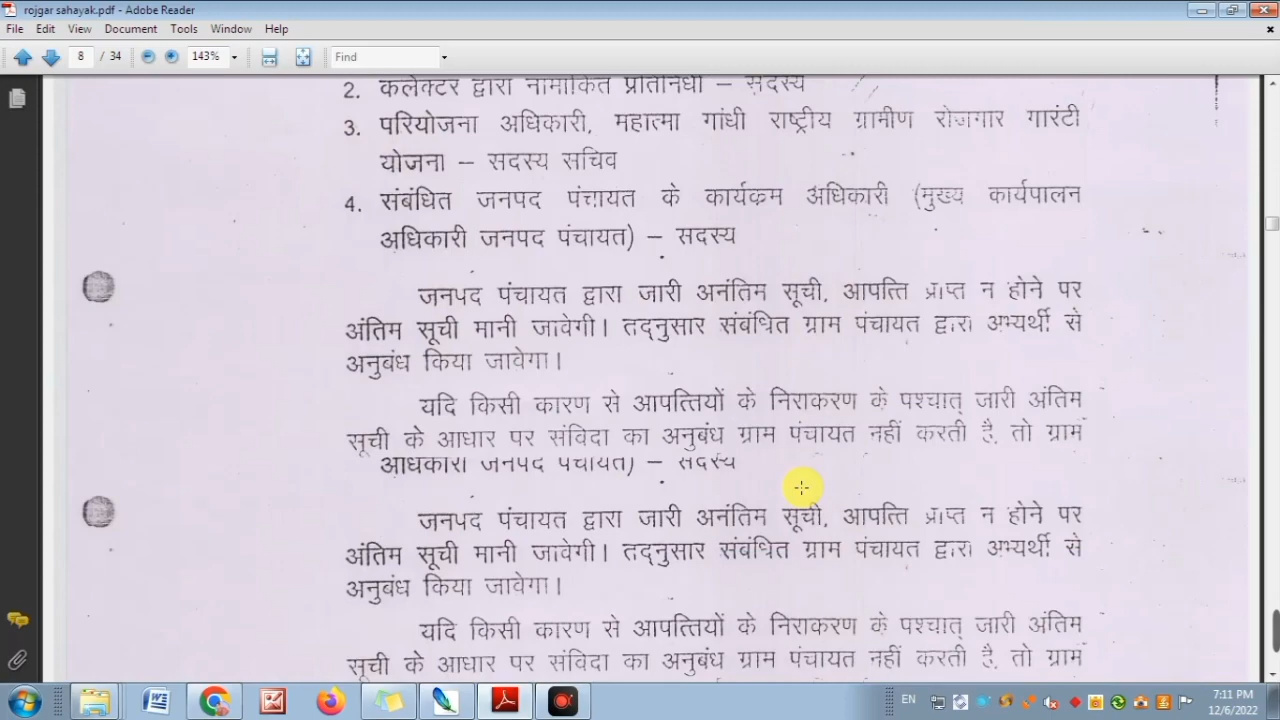 rojgar sahayak.pdf - Adobe Reader
File Edit View Document Tools Window Help
8 / 34 143% Find
2. कलेक्टर द्वारा नामांकित प्रतिनिधी – सदस्य
3. परियोजना अधिकारी, महात्मा गांधी राष्ट्रीय ग्रामीण रोजगार गारंटी
योजना – सदस्य सचिव
4. संबंधित जनपद पंचायत के कार्यक्रम अधिकारी (मुख्य कार्यपालन
अधिकारी जनपद पंचायत) – सदस्य
जनपद पंचायत द्वारा जारी अनंतिम सूची, आपत्ति प्राप्त न होने पर
अंतिम सूची मानी जावेगी। तद्नुसार संबंधित ग्राम पंचायत द्वारा अभ्यर्थी से
अनुबंध किया जावेगा।
यदि किसी कारण से आपत्तियों के निराकरण के पश्चात् जारी अंतिम
सूची के आधार पर संविदा का अनुबंध ग्राम पंचायत नहीं करती है, तो ग्राम
अधिकारी जनपद पंचायत) – सदस्य
जनपद पंचायत द्वारा जारी अनंतिम सूची, आपत्ति प्राप्त न होने पर
अंतिम सूची मानी जावेगी। तद्नुसार संबंधित ग्राम पंचायत द्वारा अभ्यर्थी से
अनुबंध किया जावेगा।
यदि किसी कारण से आपत्तियों के निराकरण के पश्चात् जारी अंतिम
सूची के आधार पर संविदा का अनुबंध ग्राम पंचायत नहीं करती है, तो ग्राम
EN
7:11 PM
12/6/2022